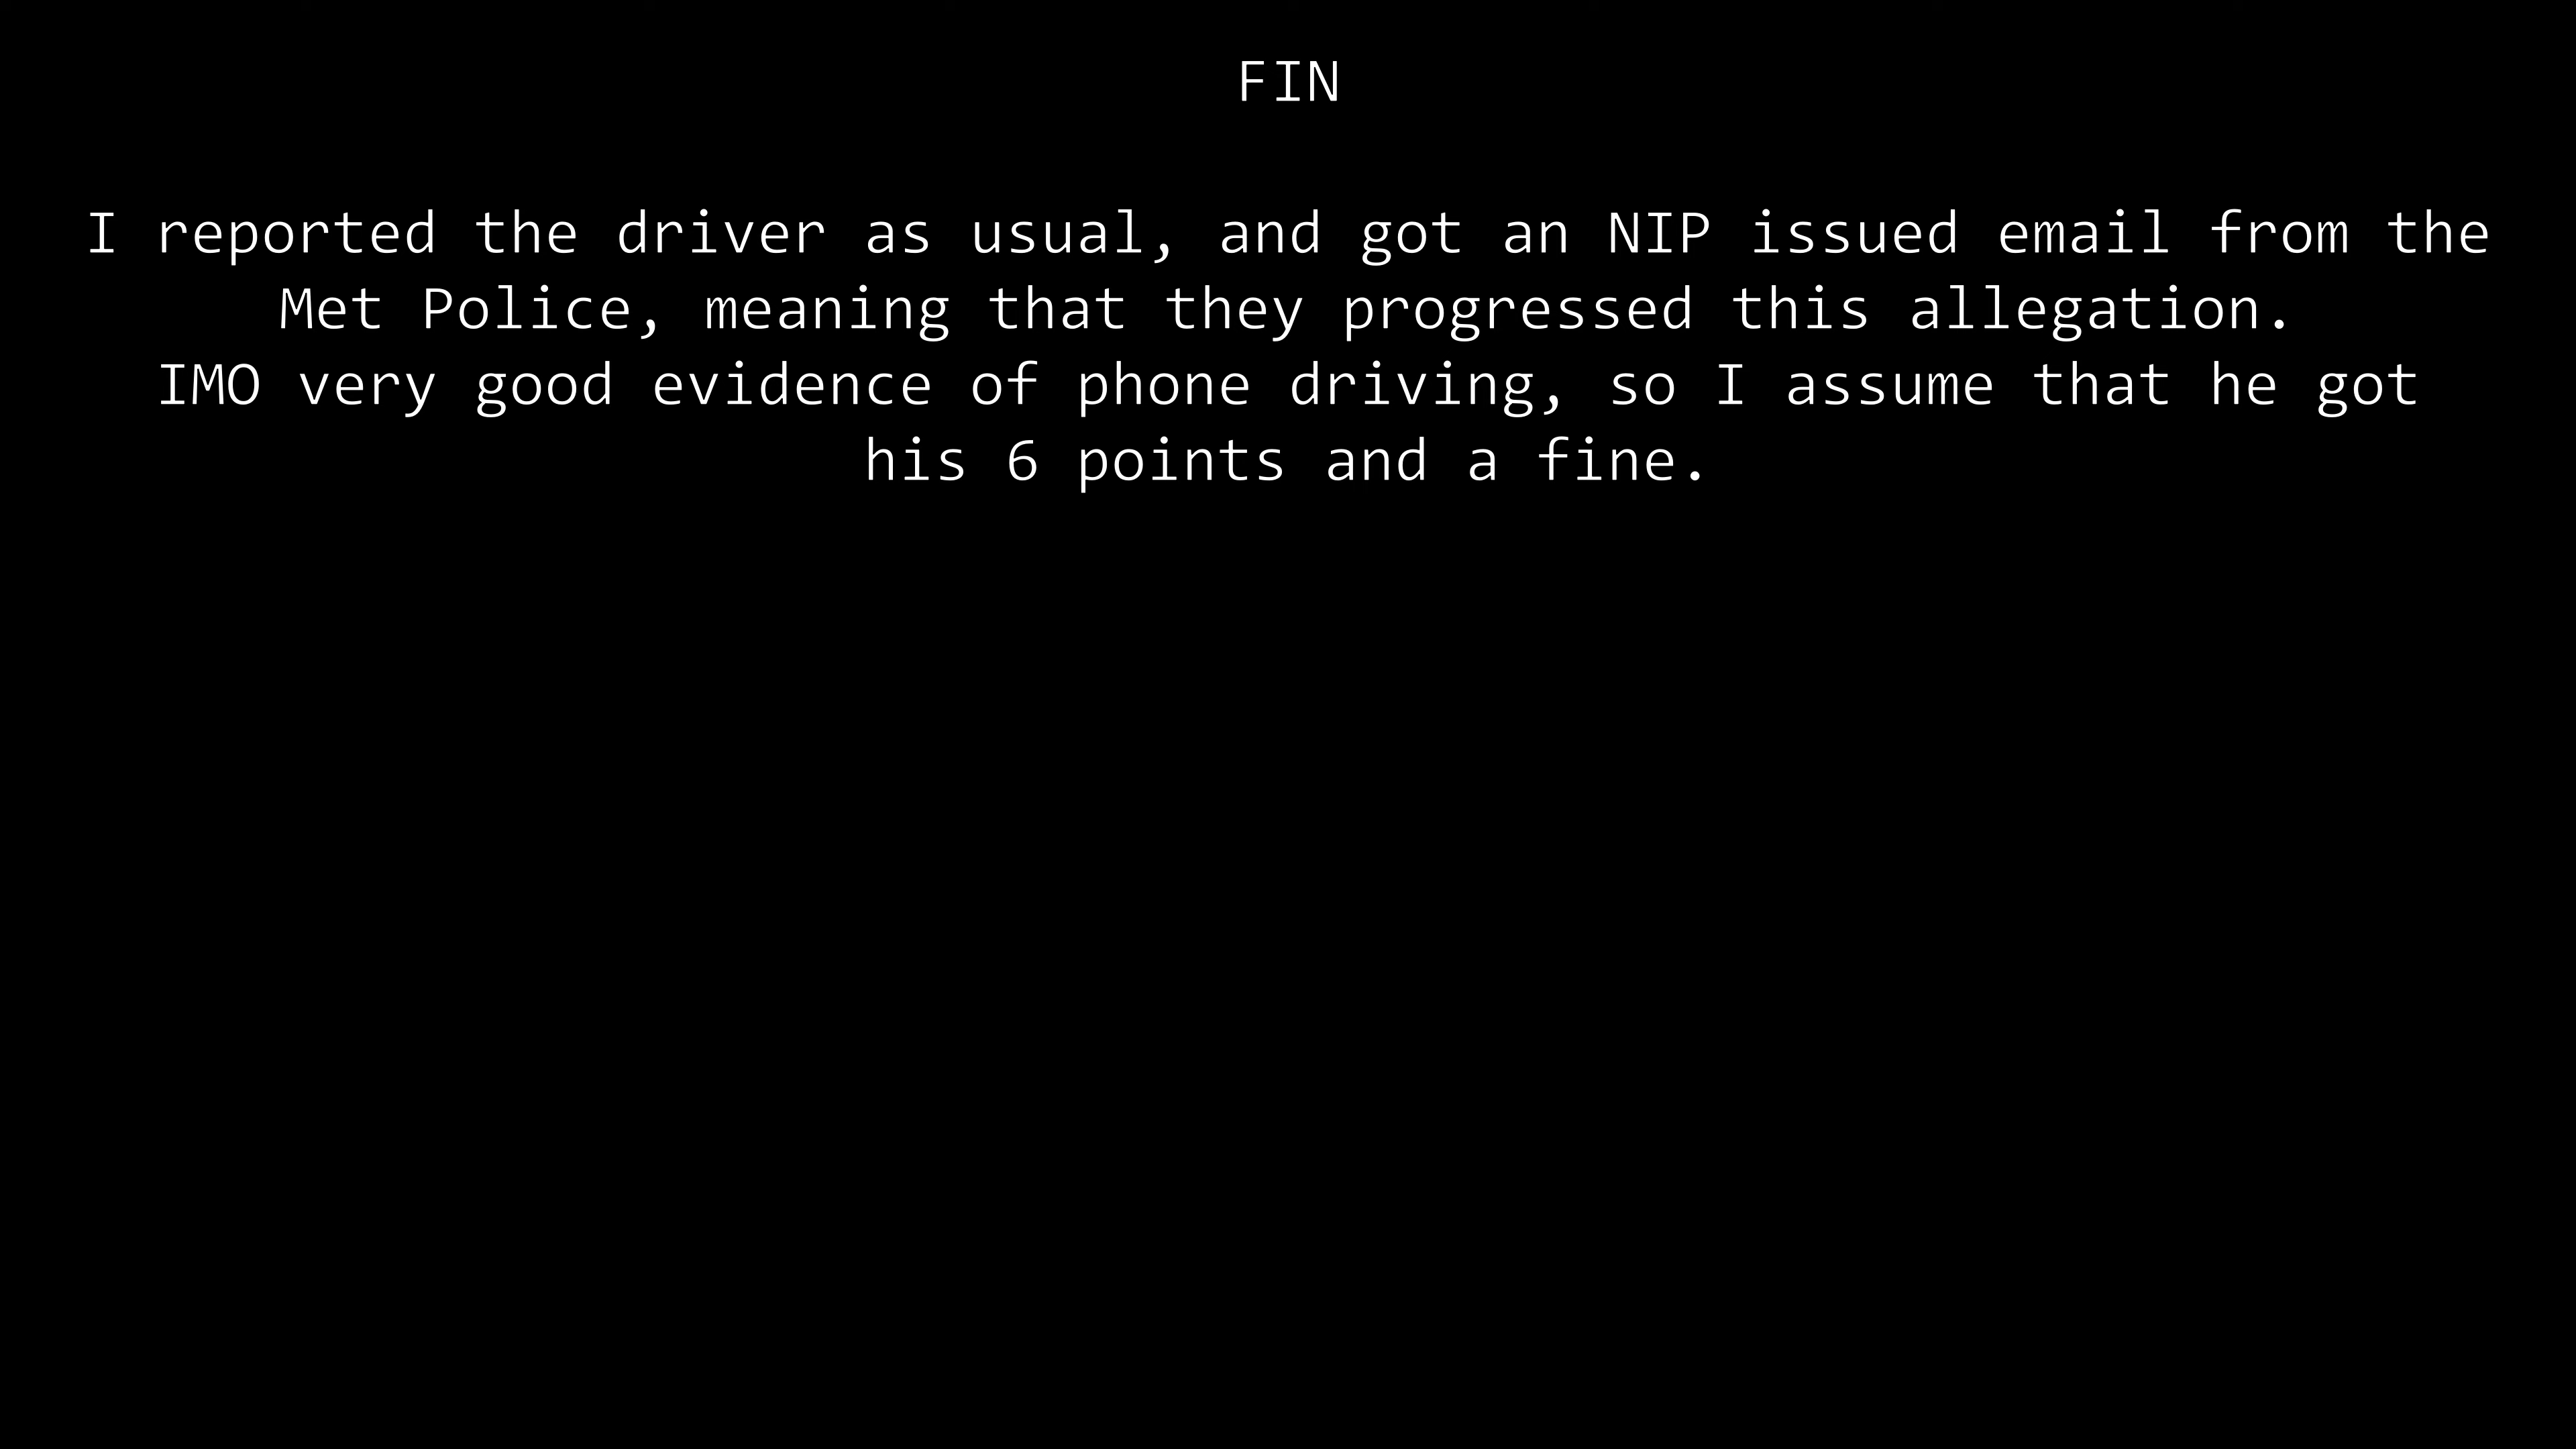 FIN
I reported the driver as usual, and got an NIP issued email from the
Met Police, meaning that they progressed this allegation.
IMO very good evidence of phone driving, so I assume that he got
his 6 points and a fine.